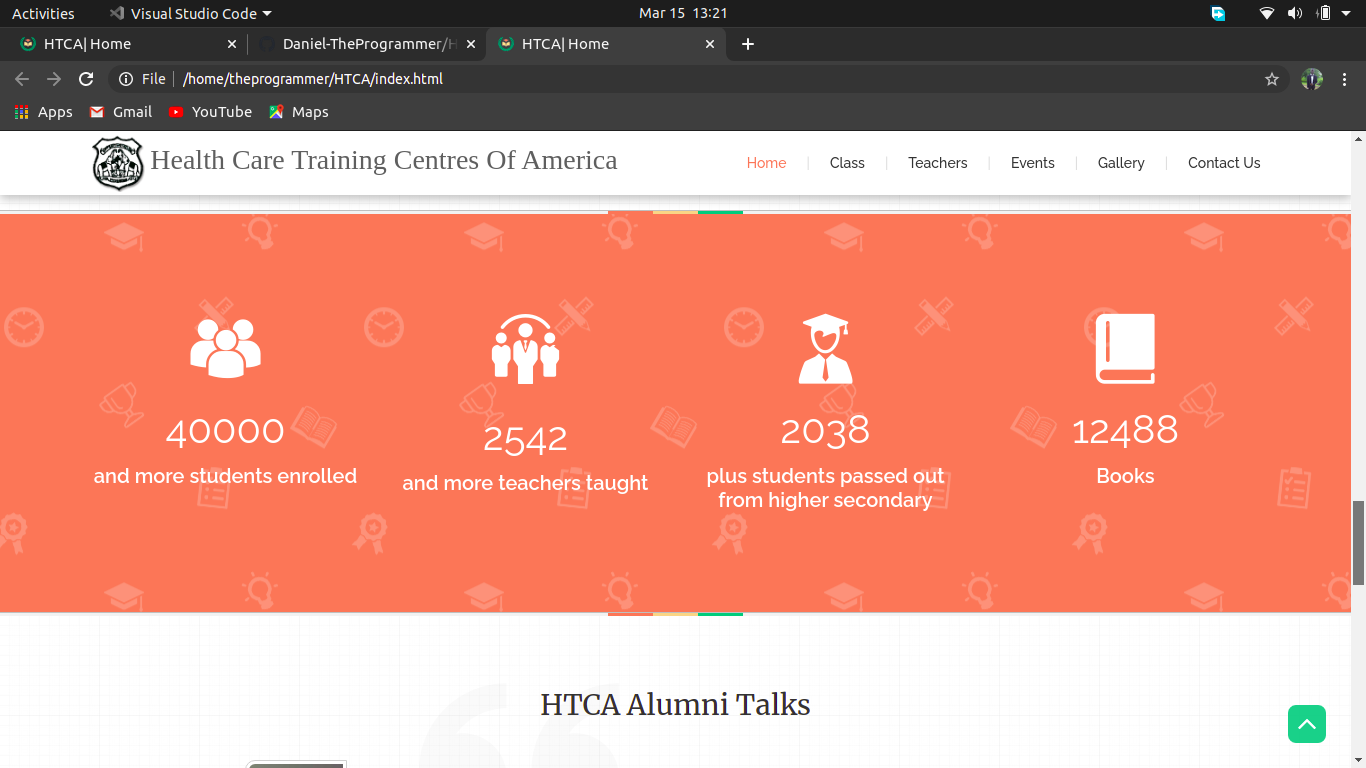 Activities
Visual Studio Code
Mar 15 13:21
HTCA| Home
Daniel-TheProgrammer/H
HTCA| Home
File
/home/theprogrammer/HTCA/index.html
Apps
Gmail
YouTube
Maps
Health Care Training Centres Of America
Home
Class
Teachers
Events
Gallery
Contact Us
40000
and more students enrolled
2542
and more teachers taught
2038
plus students passed out
from higher secondary
12488
Books
HTCA Alumni Talks